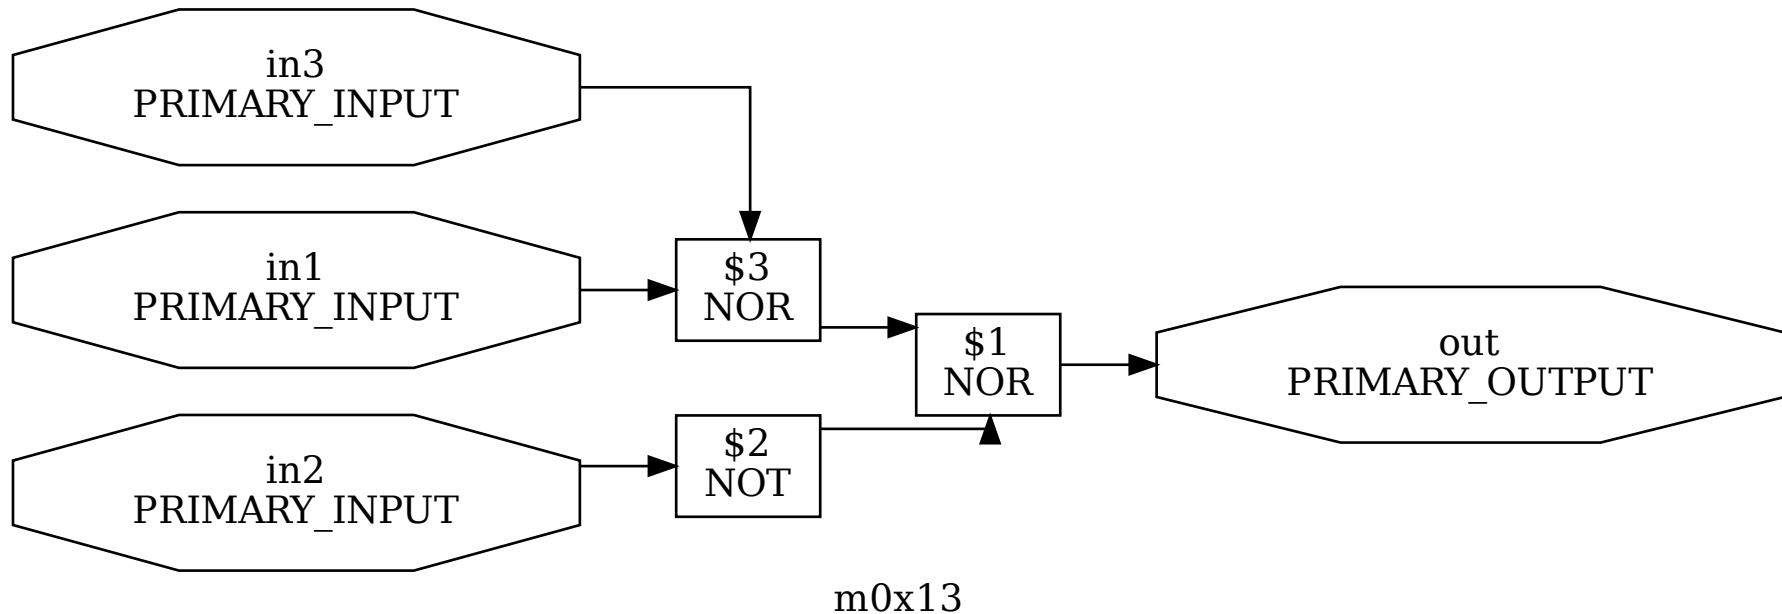 in3
PRIMARY_INPUT
in1
PRIMARY_INPUT
$3
NOR
$1
NOR
out
PRIMARY_OUTPUT
in2
PRIMARY_INPUT
$2
NOT
m0x13